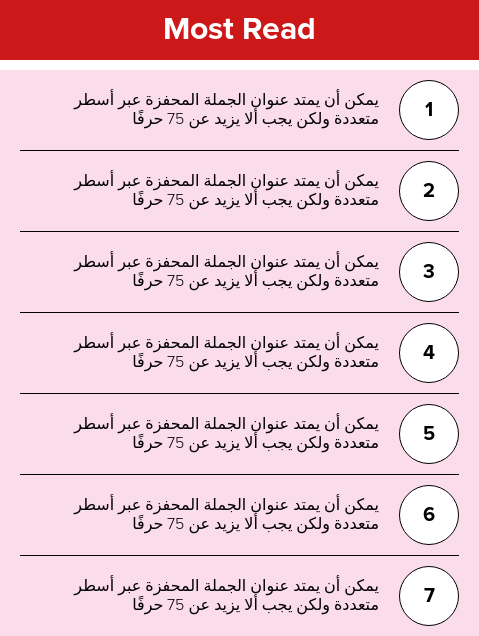 Most Read
1
يمكن أن يمتد عنوان الجملة المحفزة عبر أسطر
متعددة ولكن يجب ألا يزيد عن 75 حرفًا
2
يمكن أن يمتد عنوان الجملة المحفزة عبر أسطر
متعددة ولكن يجب ألا يزيد عن 75 حرفًا
3
يمكن أن يمتد عنوان الجملة المحفزة عبر أسطر
متعددة ولكن يجب ألا يزيد عن 75 حرفًا
4
يمكن أن يمتد عنوان الجملة المحفزة عبر أسطر
متعددة ولكن يجب ألا يزيد عن 75 حرفًا
5
يمكن أن يمتد عنوان الجملة المحفزة عبر أسطر
متعددة ولكن يجب ألا يزيد عن 75 حرفًا
6
يمكن أن يمتد عنوان الجملة المحفزة عبر أسطر
متعددة ولكن يجب ألا يزيد عن 75 حرفًا
7
يمكن أن يمتد عنوان الجملة المحفزة عبر أسطر
متعددة ولكن يجب ألا يزيد عن 75 حرفًا